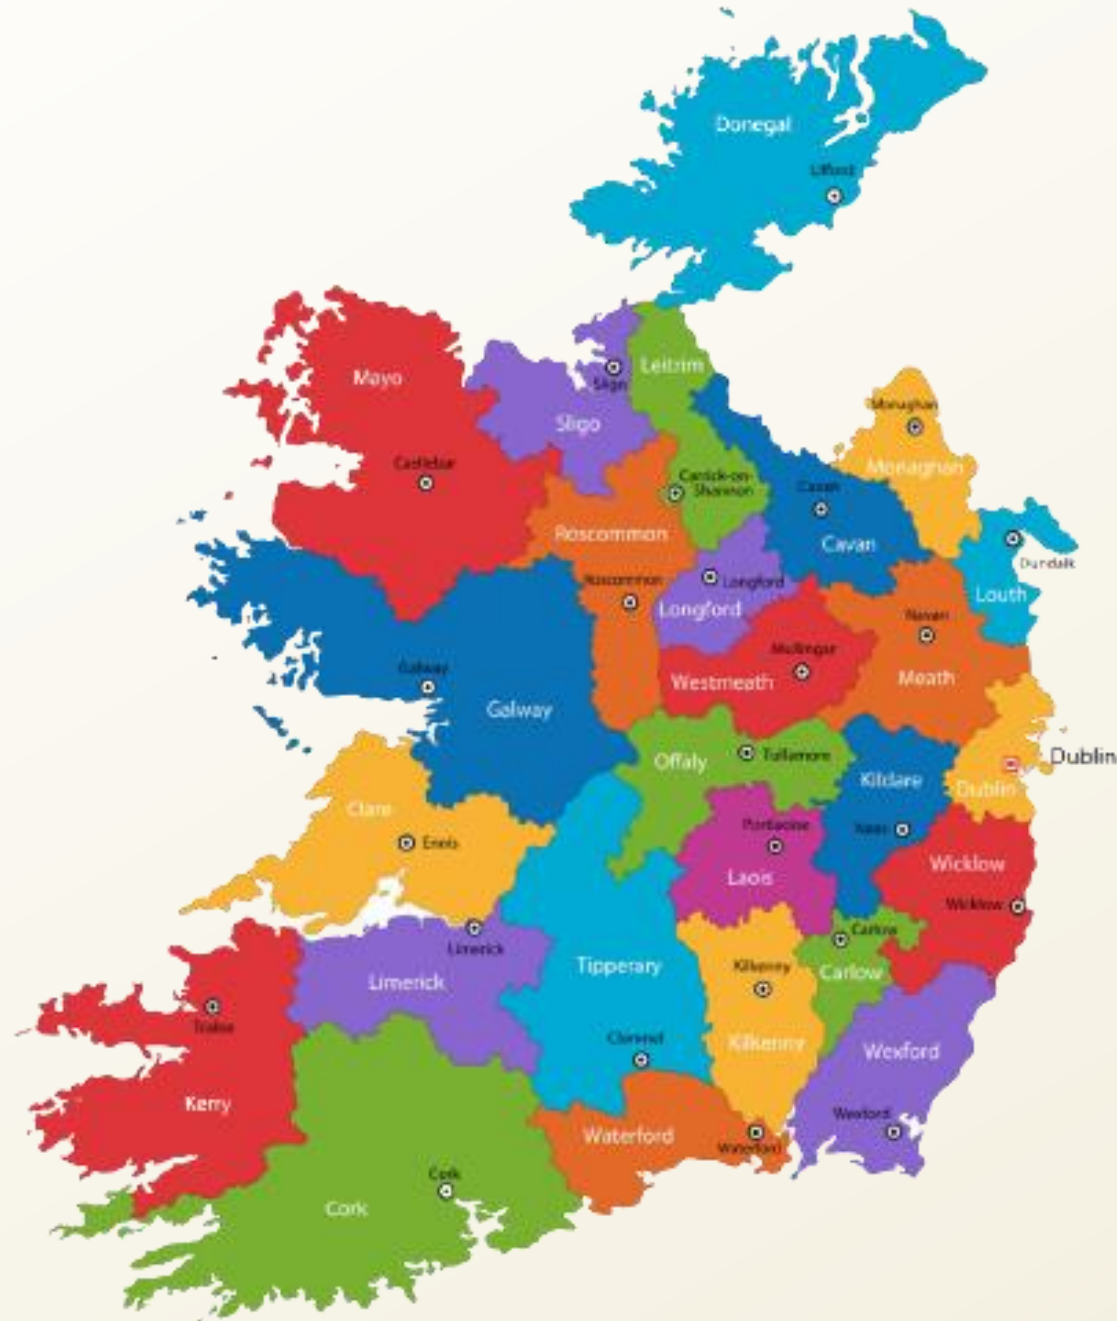 Donegal
Lifford
Leitrim
Mayo
Sligo
Sligo
Monaghan
Monaghan
Castlebar
Carrick-on-
Shannon
Cavan
Cavan
Roscommon
Dundalk
Roscommon
Longford
Longford
Louth
Navan
Mullingar
Galway
Westmeath
Meath
Galway
Offaly
Tullamore
Dublin
Kildare
Dublin
Clare
Portlaoise
Naas
Ennis
Wicklow
Laois
Wicklow
Carlow
Limerick
Tipperary
Kilkenny
Carlow
Limerick
Tralee
Clonmel
Kilkenny
Wexford
Kerry
Wexford
Waterford
Waterford
Cork
Cork